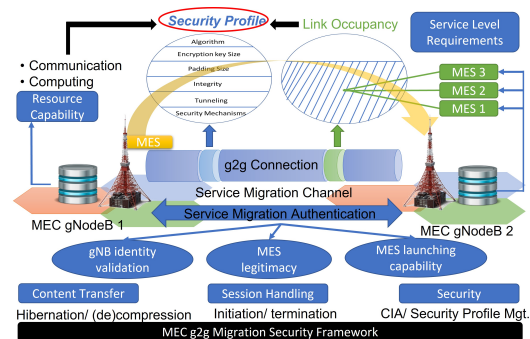 Security Profile
Link Occupancy
Service Level
Requirements
Algorithm
Encryption key Size
Padding Size
Integrity
Tunneling
Security Mechanisms
• Communication
• Computing
Resource
Capability
MES 3
MES 2
MES 1
MES
g2g Connection
Service Migration Channel
MEC gNodeB 1
Service Migration Authentication
MEC gNodeB 2
gNB identity
validation
MES
legitimacy
MES launching
capability
Content Transfer
Session Handling
Security
Hibernation/ (de)compression
Initiation/ termination
CIA/ Security Profile Mgt.
MEC g2g Migration Security Framework